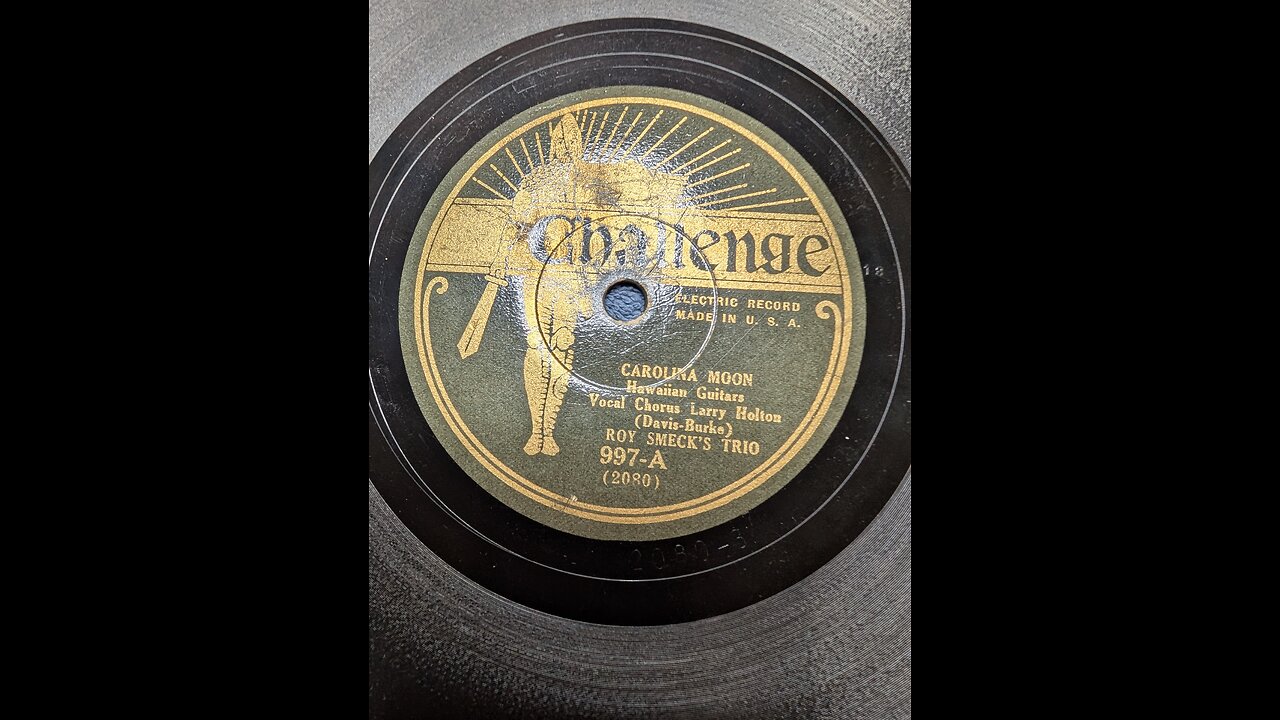 Challenge
ELECTRIC RECORD
MADE IN U. S. A.
18
CAROLINA MOON
Hawaiian Guitars
Vocal Chorus Larry Holton
(Davis-Burke)
ROY SMECK'S TRIO
997-A
(2080)